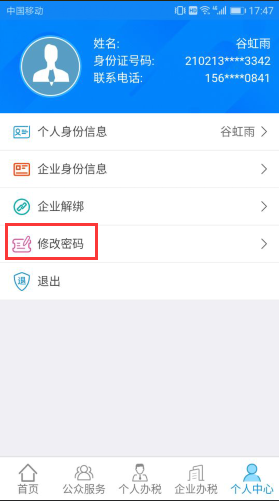 中国移动 HD 4G 17:47
姓名: 谷虹雨
身份证号码: 210213****3342
联系电话: 156****0841
个人身份信息 谷虹雨
企业身份信息
企业解绑
修改密码
退 退出
首页 公众服务 个人办税 企业办税 个人中心